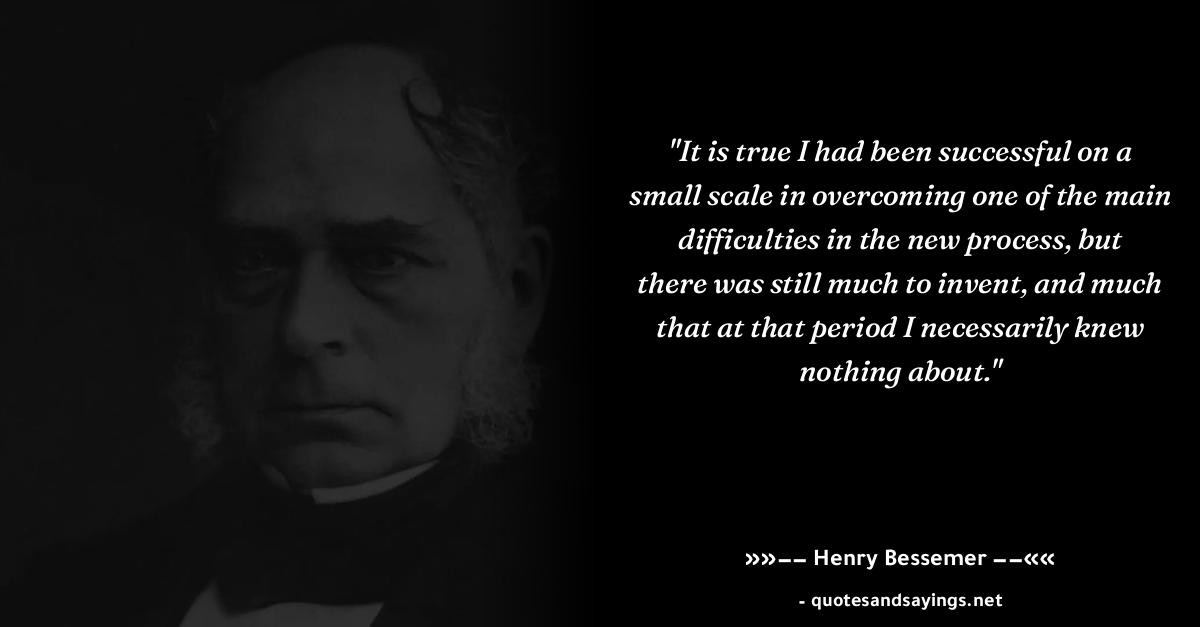 "It is true I had been successful on a
small scale in overcoming one of the main
difficulties in the new process, but
there was still much to invent, and much
that at that period I necessarily knew
nothing about."
»»−− Henry Bessemer −−««
- quotesandsayings.net